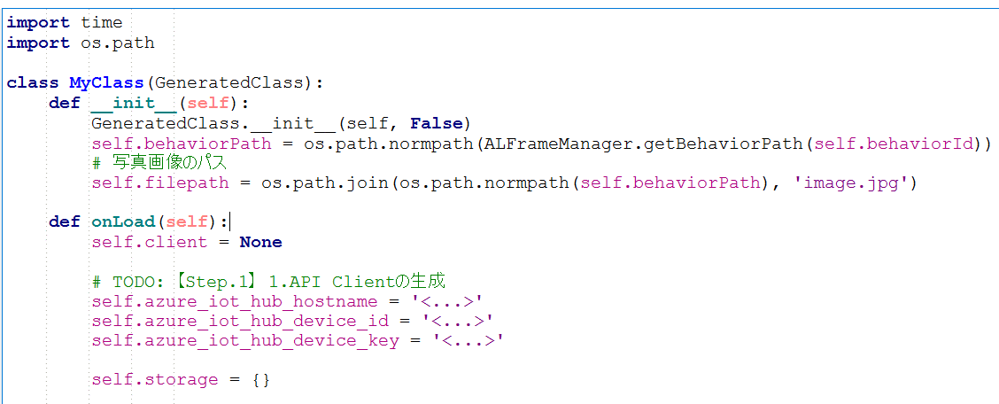 import time
import os.path
class MyClass(GeneratedClass):
def __init__(self):
GeneratedClass.__init__(self, False)
self.behaviorPath = os.path.normpath(ALFrameManager.getBehaviorPath(self.behaviorId))
# 写真画像のパス
self.filepath = os.path.join(os.path.normpath(self.behaviorPath), 'image.jpg')
def onLoad(self):
self.client = None
# TODO:【Step.1】1.API Clientの生成
self.azure_iot_hub_hostname = '<...>'
self.azure_iot_hub_device_id = '<...>'
self.azure_iot_hub_device_key = '<...>'
self.storage = {}